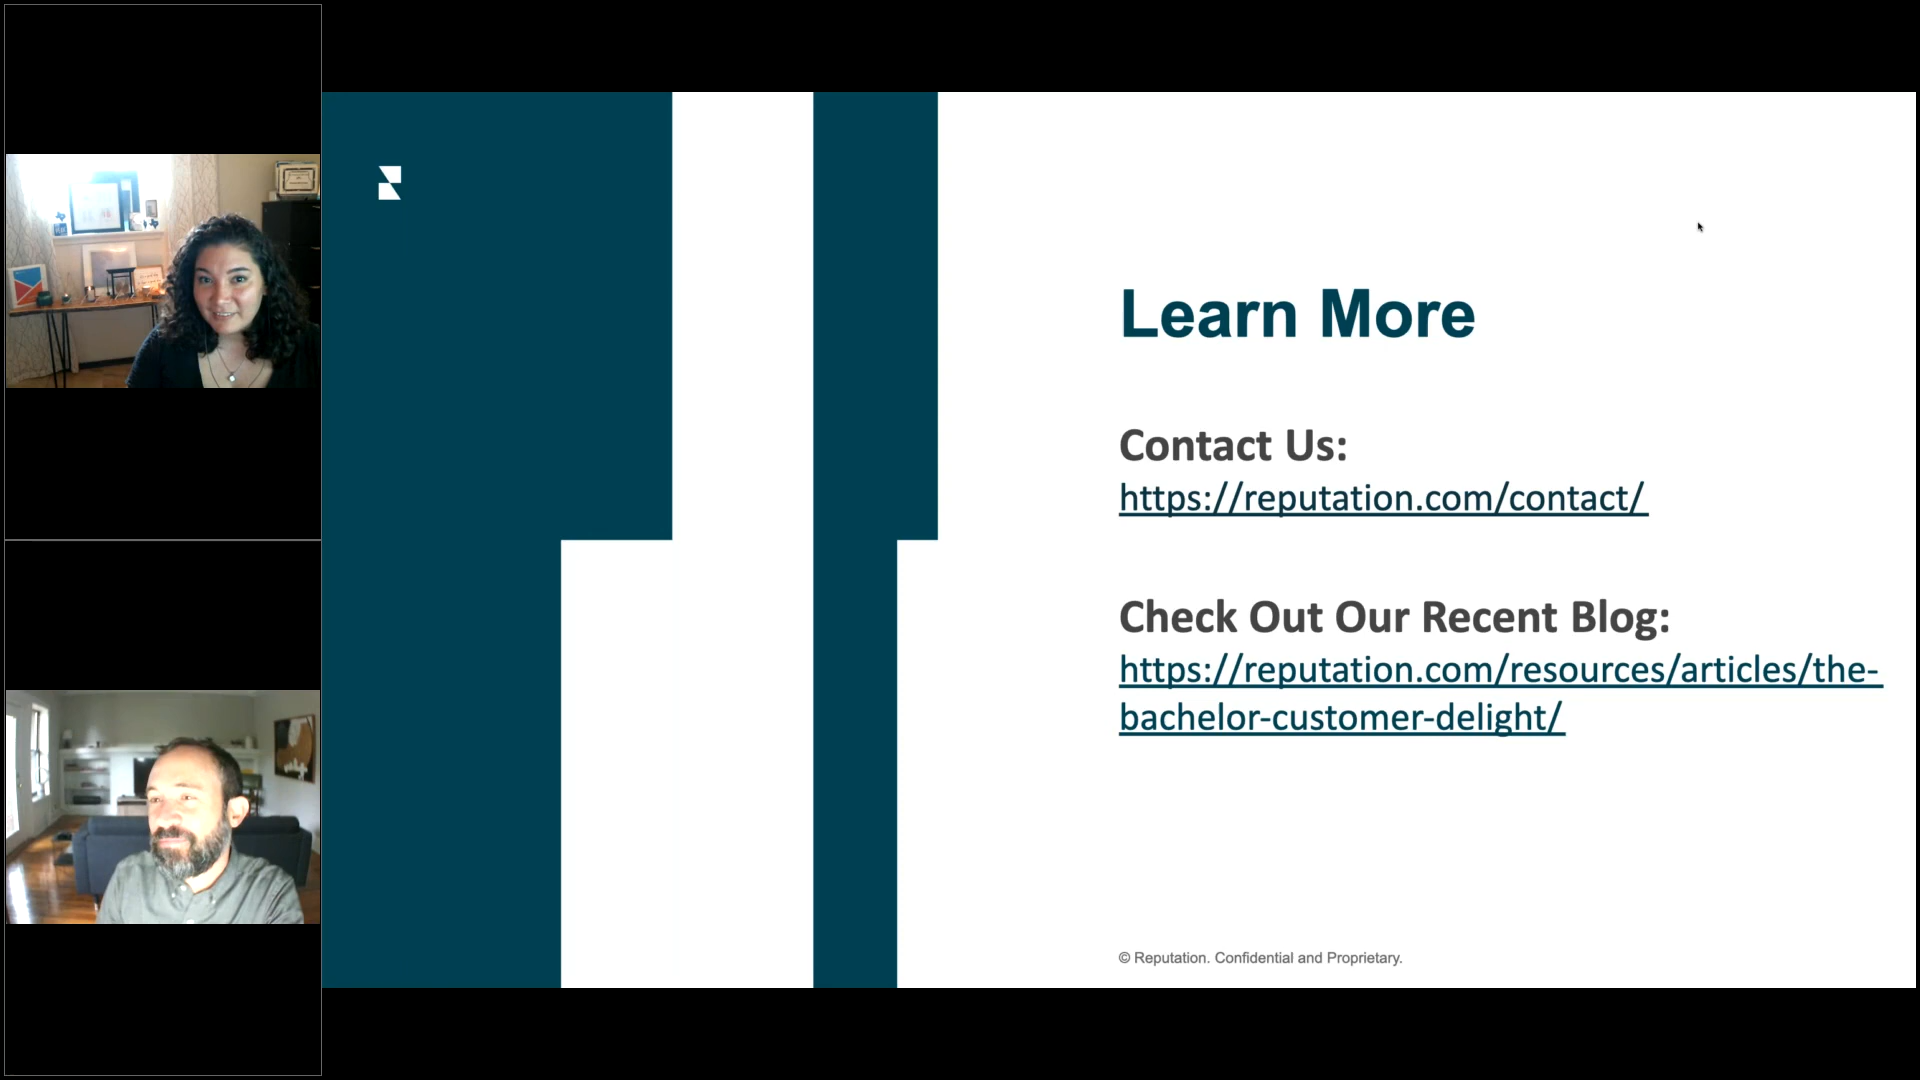 Learn More
Contact Us:
https://reputation.com/contact/
Check Out Our Recent Blog:
https://reputation.com/resources/articles/the-
bachelor-customer-delight/
© Reputation. Confidential and Proprietary.